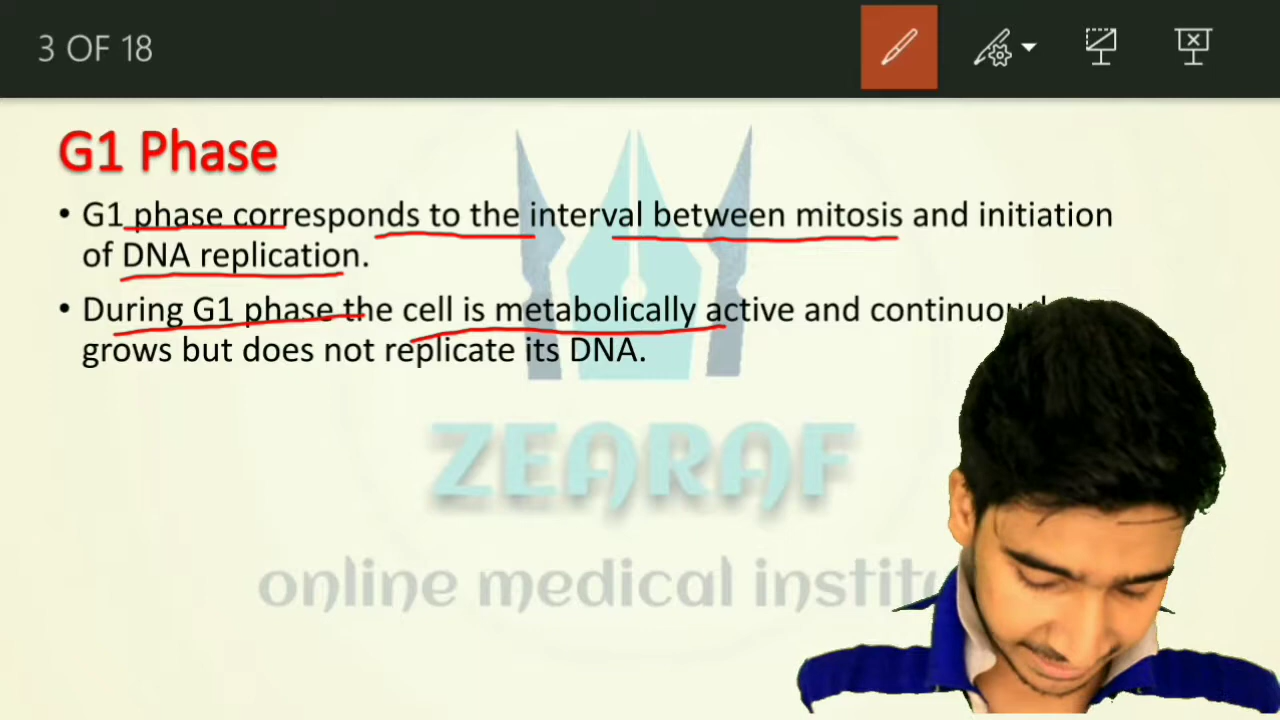 3 OF 18
G1 Phase
• G1 phase corresponds to the interval between mitosis and initiation
of DNA replication.
• During G1 phase the cell is metabolically active and
grows but does not replicate its DNA.
ZEARAF
online medical